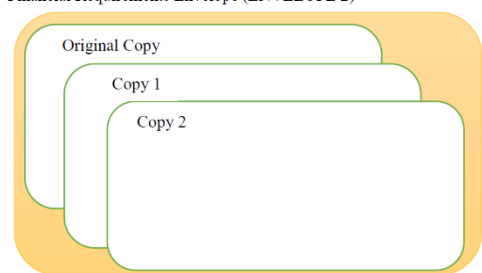 Financial Requirements Envelope (ENVELOPE 2)
Original Copy
Copy 1
Copy 2